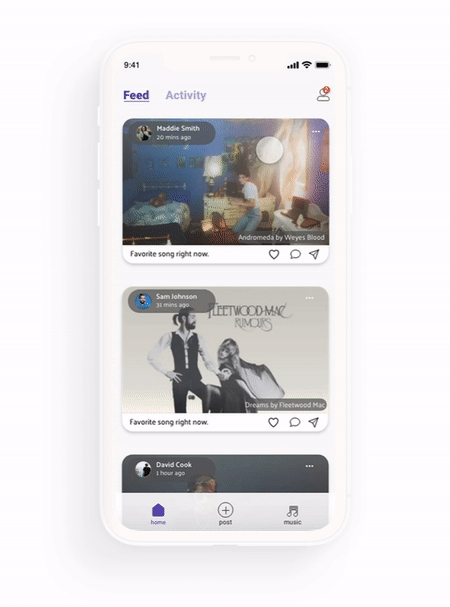 9:41
Feed
Activity
2
Maddie Smith
20 mins ago
Andromeda by Weyes Blood
Favorite song right now.
Sam Johnson
31 mins ago
FLEETWOOD MAC
RUMOURS
Dreams by Fleetwood Mac
Favorite song right now.
David Cook
1 hour ago
home
post
music